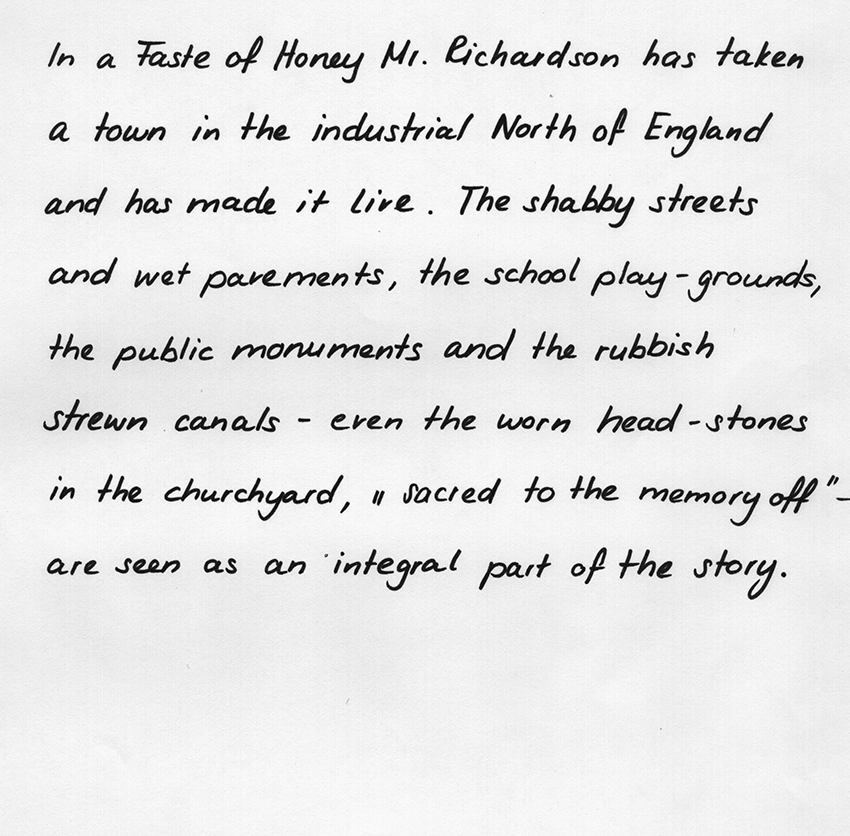 In a Taste of Honey Mr. Richardson has taken
a town in the industrial North of England
and has made it live. The shabby streets
and wet pavements, the school play-grounds,
the public monuments and the rubbish
strewn canals - even the worn head-stones
in the churchyard, "sacred to the memory off"-
are seen as an integral part of the story.